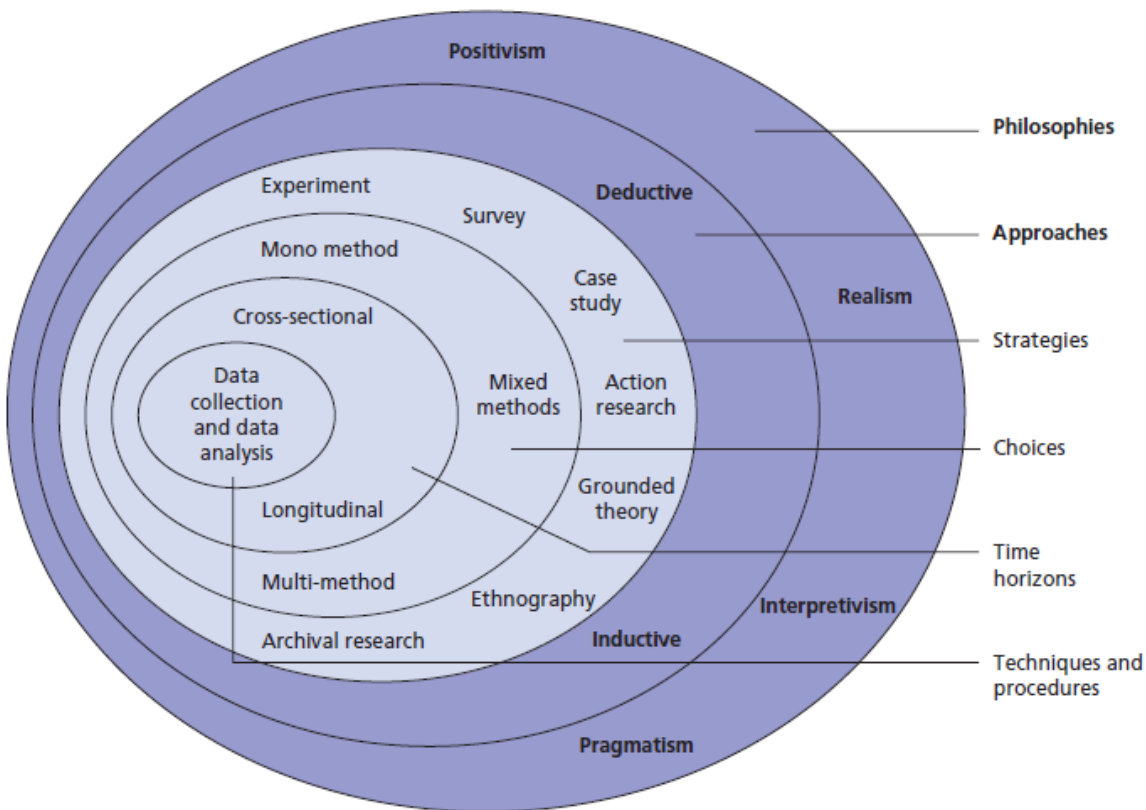 Positivism
Philosophies
Experiment
Deductive
Survey
Approaches
Mono method
Case
study
Realism
Cross-sectional
Strategies
Data
collection
and data
analysis
Mixed
methods
Action
research
Choices
Grounded
theory
Longitudinal
Time
horizons
Multi-method
Ethnography
Interpretivism
Archival research
Inductive
Techniques and
procedures
Pragmatism